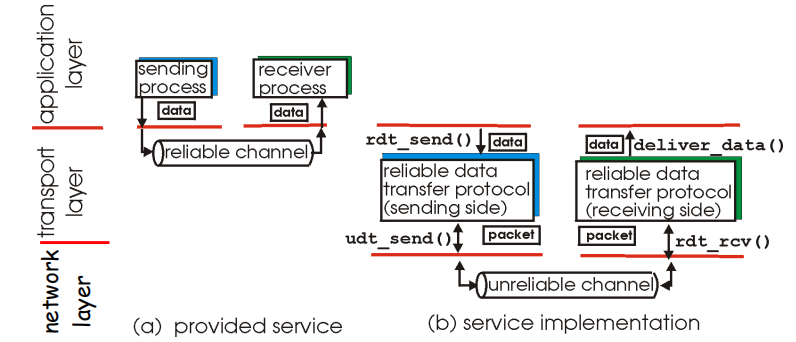 application
layer
transport
layer
network
layer
sending
process
data
receiver
process
data
reliable channel
(a) provided service
rdt_send()
data
reliable data
transfer protocol
(sending side)
udt_send()
packet
data
deliver_data()
reliable data
transfer protocol
(receiving side)
packet
rdt_rcv()
unreliable channel
(b) service implementation